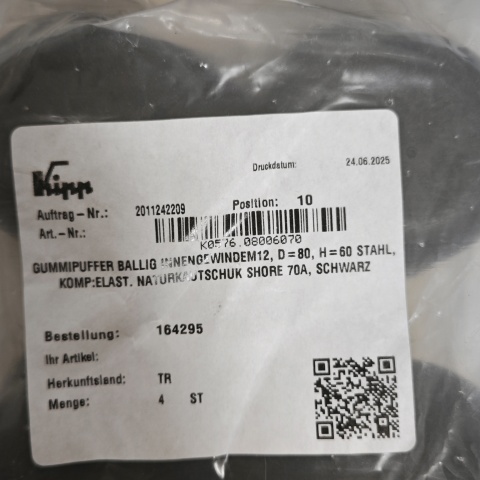 Kipp
Druckdatum: 24.06.2025
Auftrag-Nr.: 2011242209 Position: 10
Art.-Nr.:
K0576.08006070
GUMMIPUFFER BALLIG INNENGEWINDEM12, D=80, H=60 STAHL,
KOMP:ELAST. NATURKAUTSCHUK SHORE 70A, SCHWARZ
Bestellung: 164295
Ihr Artikel:
Herkunftsland: TR
Menge: 4 ST